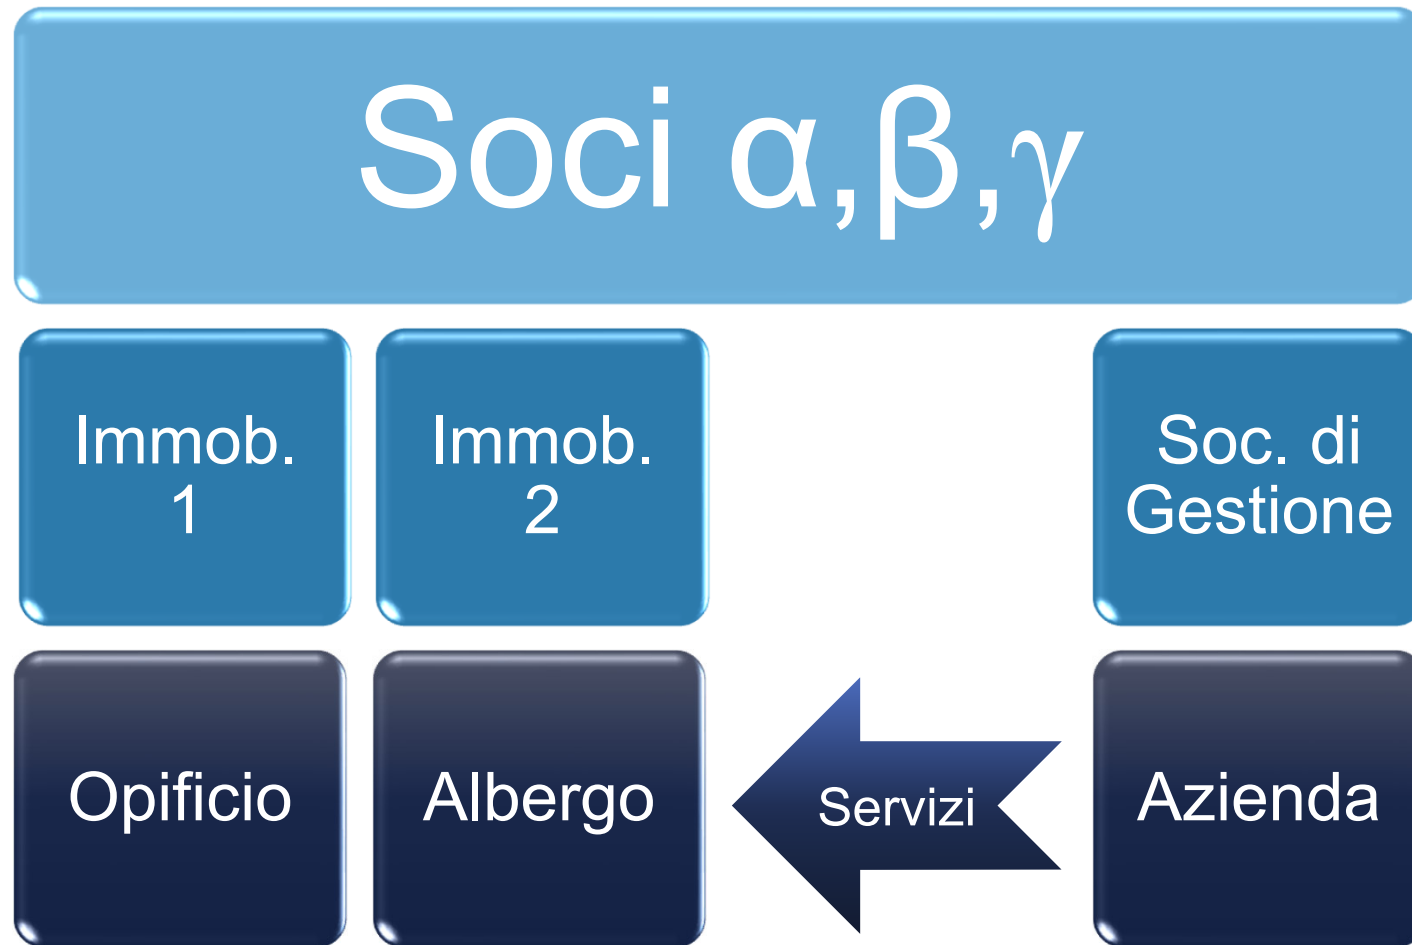 Soci α,β,γ
Immob.
1
Immob.
2
Soc. di
Gestione
Opificio
Albergo
Servizi
Azienda